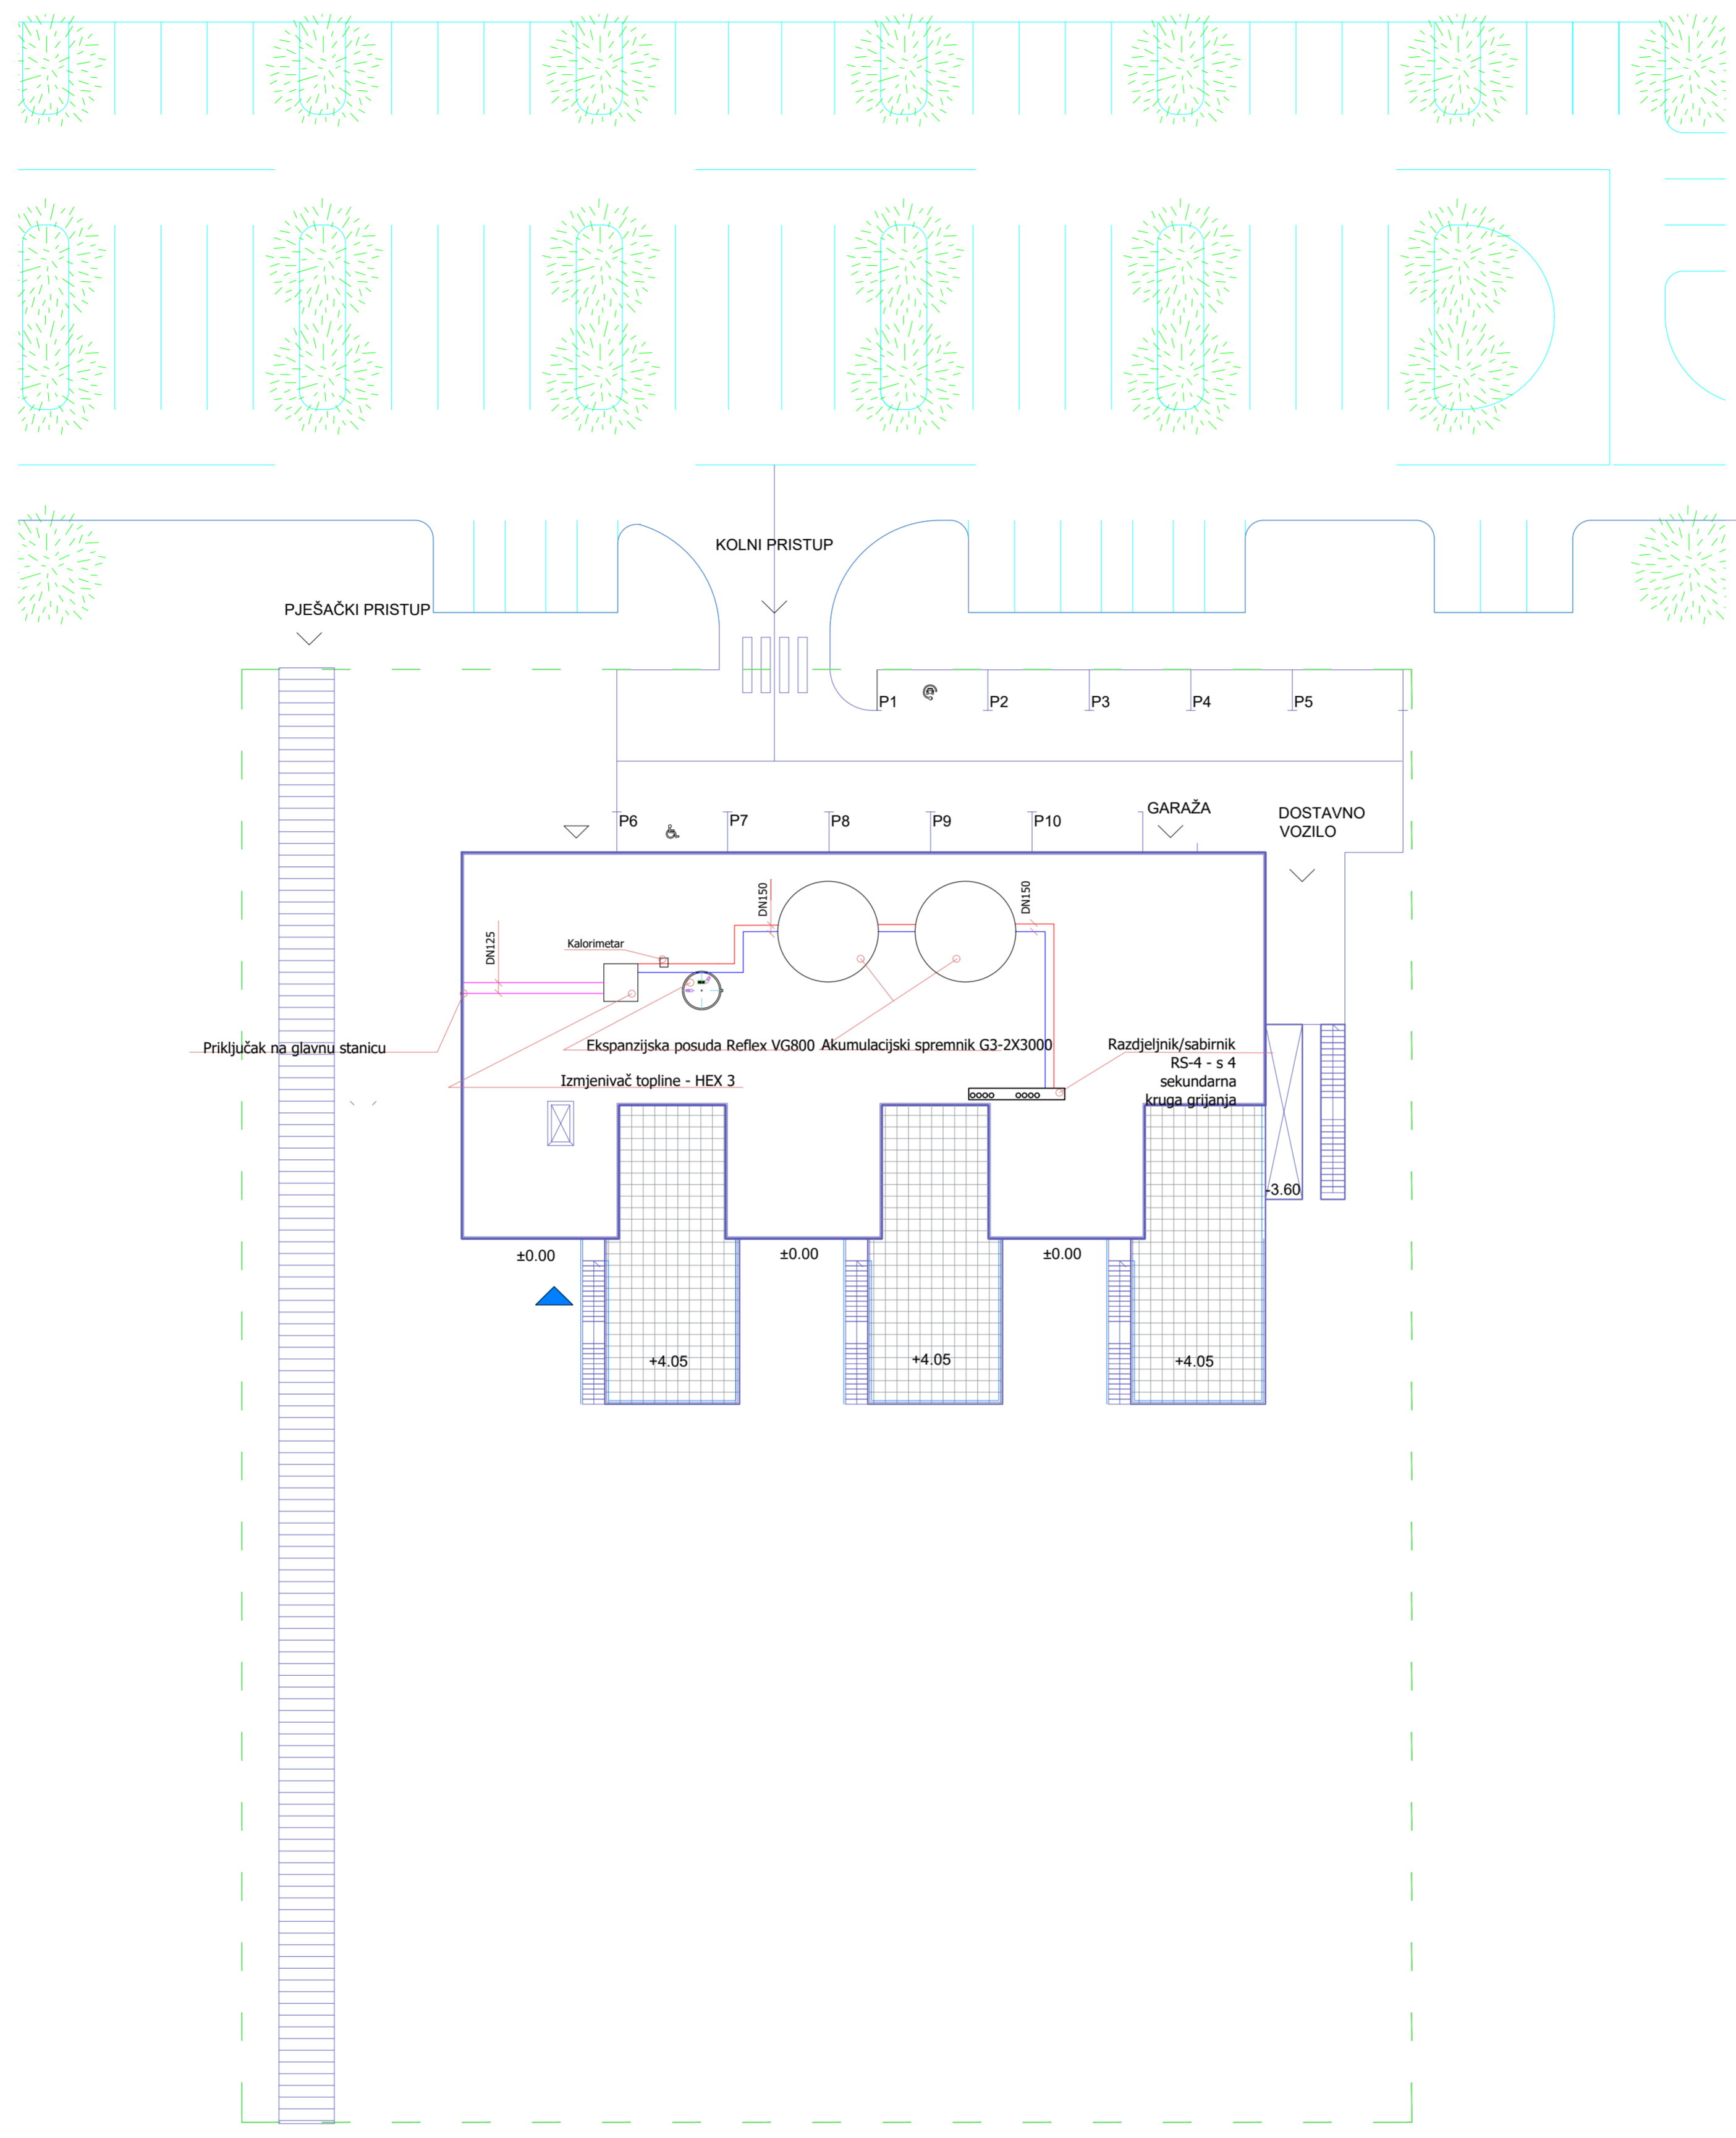 KOLNI PRISTUP
PJEŠAČKI PRISTUP
P1
P2
P3
P4
P5
GARAŽA
DOSTAVNO
VOZILO
P6
P7
P8
P9
P10
DN150
DN150
DN125
Kalorimetar
Priključak na glavnu stanicu
Ekspanzijska posuda Reflex VG800
Akumulacijski spremnik G3-2X3000
Razdjeljnik/sabirnik
RS-4 - s 4
sekundarna
kruga grijanja
Izmjenivač topline - HEX 3
-3.60
±0.00
±0.00
±0.00
+4.05
+4.05
+4.05